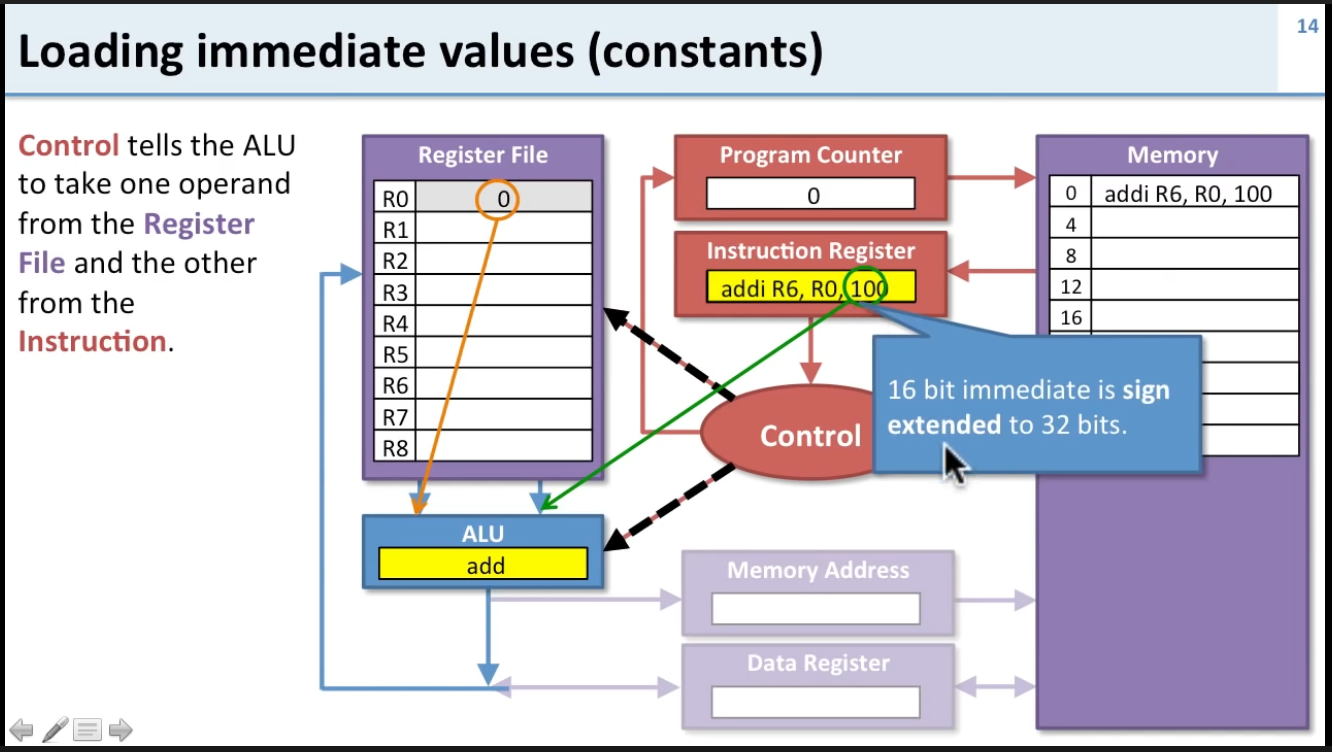 Loading immediate values (constants)
14
Control tells the ALU
to take one operand
from the Register
File and the other
from the
Instruction.
Register File
R0 0
R1
R2
R3
R4
R5
R6
R7
R8
ALU
add
Program Counter
0
Instruction Register
addi R6, R0, 100
Control
16 bit immediate is sign
extended to 32 bits.
Memory Address
Data Register
Memory
0 addi R6, R0, 100
4
8
12
16